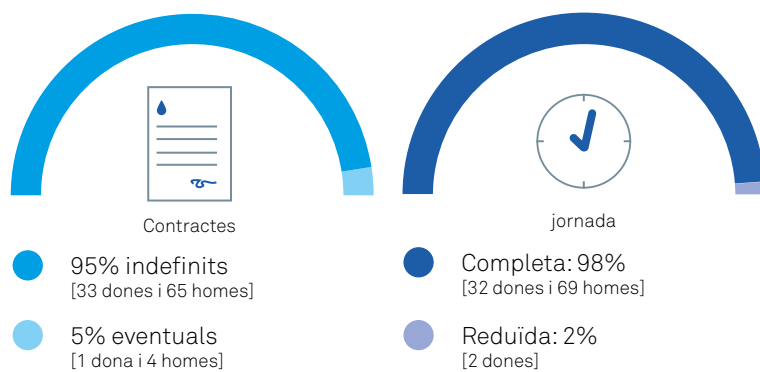 Contractes
95% indefinits
[33 dones i 65 homes]
5% eventuals
[1 dona i 4 homes]
jornada
Completa: 98%
[32 dones i 69 homes]
Reduïda: 2%
[2 dones]